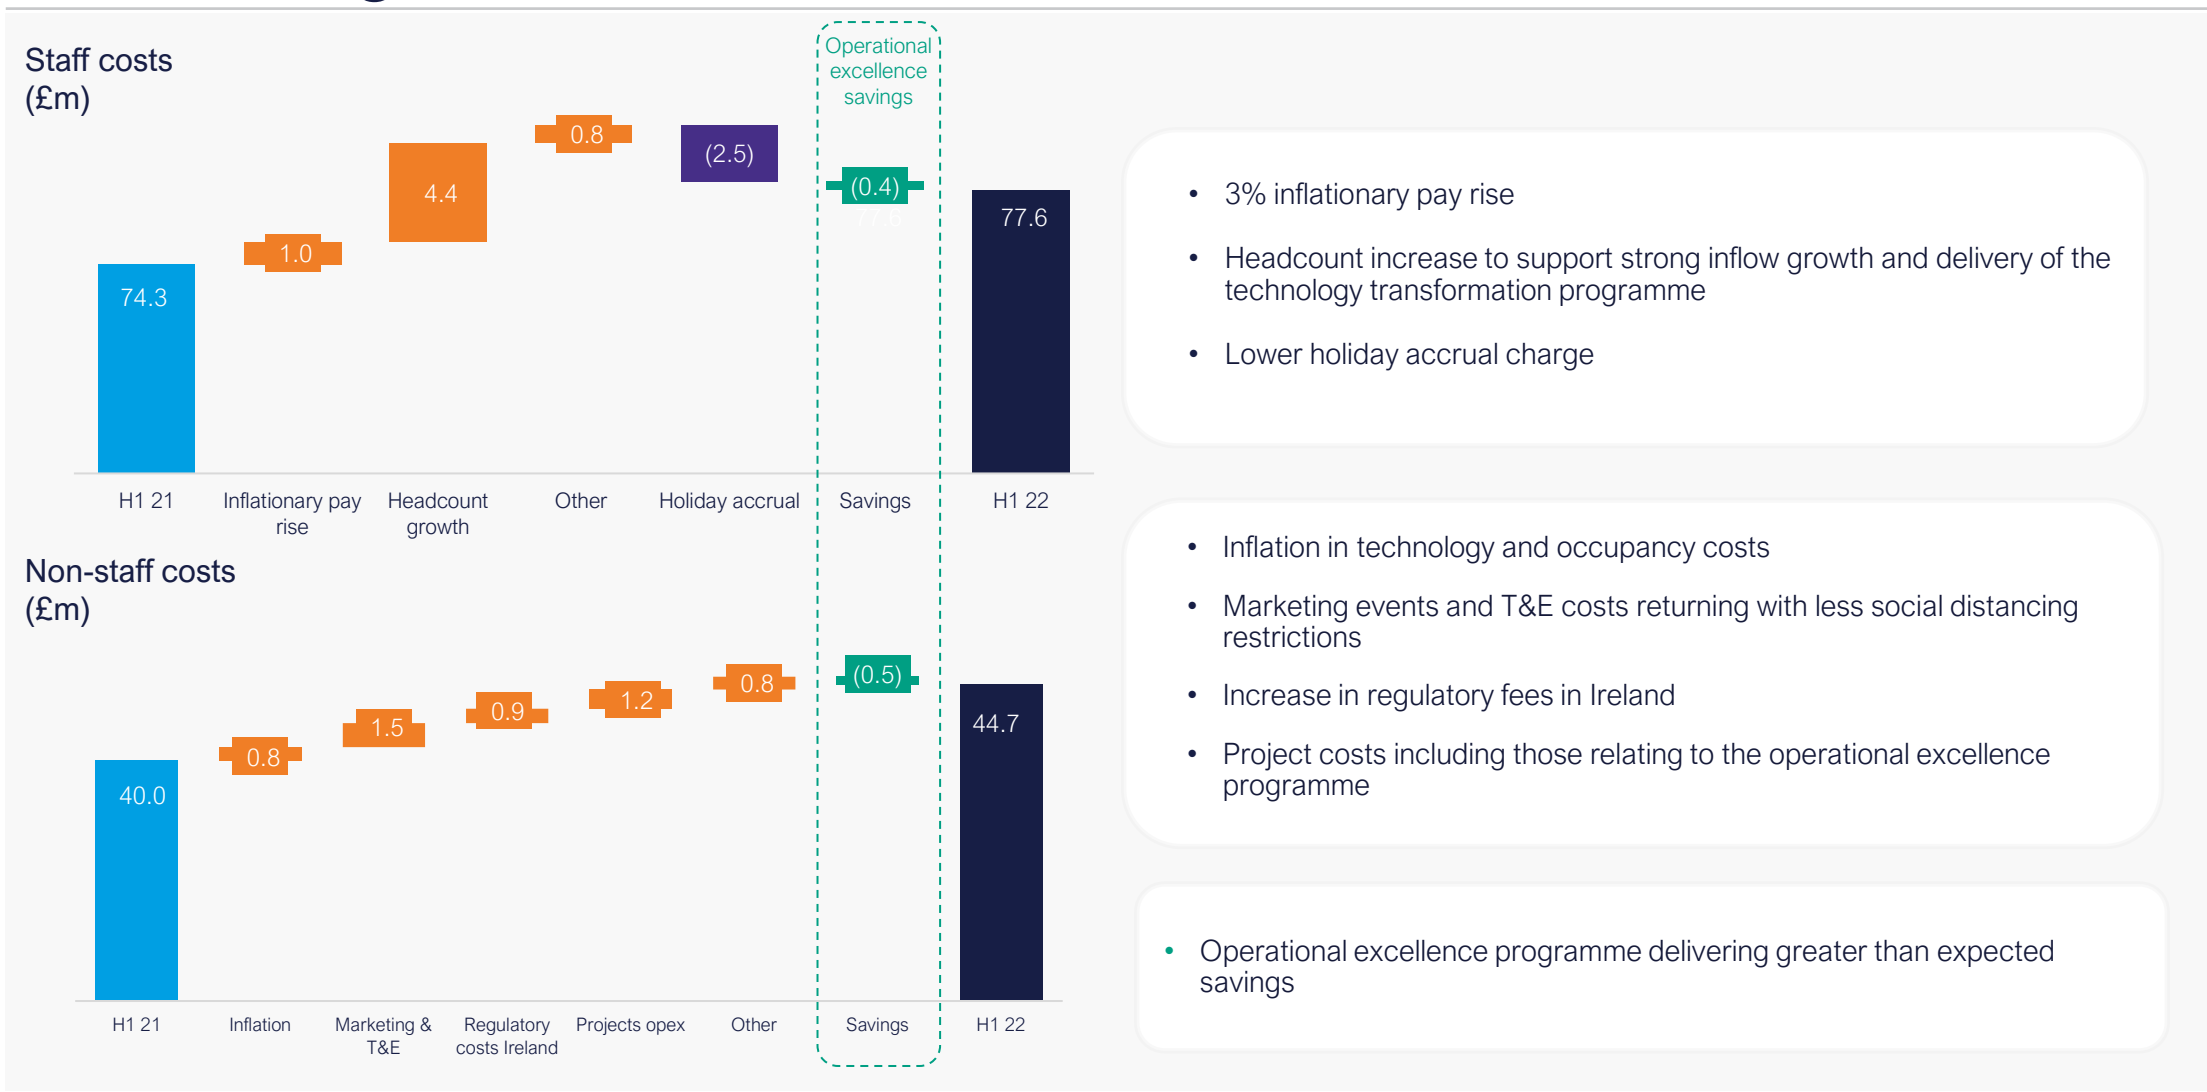 Staff costs
(£m)
Operational
excellence
savings
0.8
(2.5)
4.4
(0.4)
77.6
77.6
1.0
74.3
H1 21
Inflationary pay
rise
Headcount
growth
Other
Holiday accrual
Savings
H1 22
• 3% inflationary pay rise
• Headcount increase to support strong inflow growth and delivery of the
technology transformation programme
• Lower holiday accrual charge
Non-staff costs
(£m)
40.0
0.8
1.5
0.9
1.2
0.8
(0.5)
44.7
H1 21
Inflation
Marketing &
T&E
Regulatory
costs Ireland
Projects opex
Other
Savings
H1 22
• Inflation in technology and occupancy costs
• Marketing events and T&E costs returning with less social distancing
restrictions
• Increase in regulatory fees in Ireland
• Project costs including those relating to the operational excellence
programme
• Operational excellence programme delivering greater than expected
savings